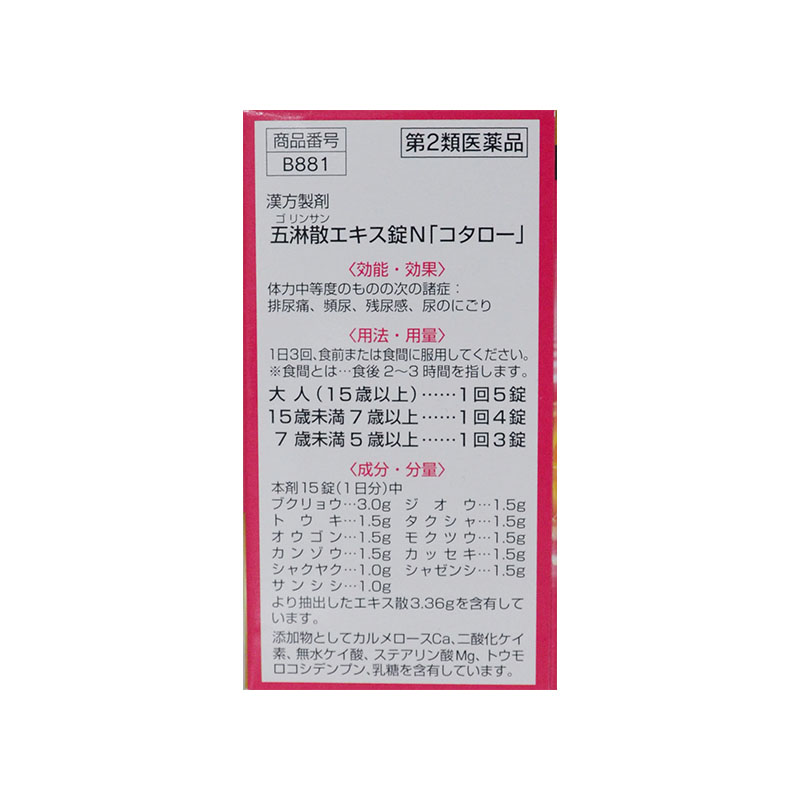 商品番号
B881
第2類医薬品
漢方製剤
ゴリンサン
五淋散エキス錠N「コタロー」
〈効能・効果〉
体力中等度のものの次の諸症：
排尿痛、頻尿、残尿感、尿のにごり
〈用法・用量〉
1日3回、食前または食間に服用してください。
※食間とは…食後2〜3時間を指します。
大人(15歳以上)……1回5錠
15歳未満7歳以上……1回4錠
7歳未満5歳以上……1回3錠
〈成分・分量〉
本剤15錠(1日分)中
ブクリョウ…3.0g ジオウ…1.5g
トウキ…1.5g タクシャ…1.5g
オウゴン…1.5g モクツウ…1.5g
カンゾウ…1.5g カッセキ…1.5g
シャクヤク…1.0g シャゼンシ…1.5g
サンシシ…1.0g
より抽出したエキス散3.36gを含有して
います。
添加物としてカルメロースCa、二酸化ケイ
素、無水ケイ酸、ステアリン酸Mg、トウモ
ロコシデンプン、乳糖を含有しています。